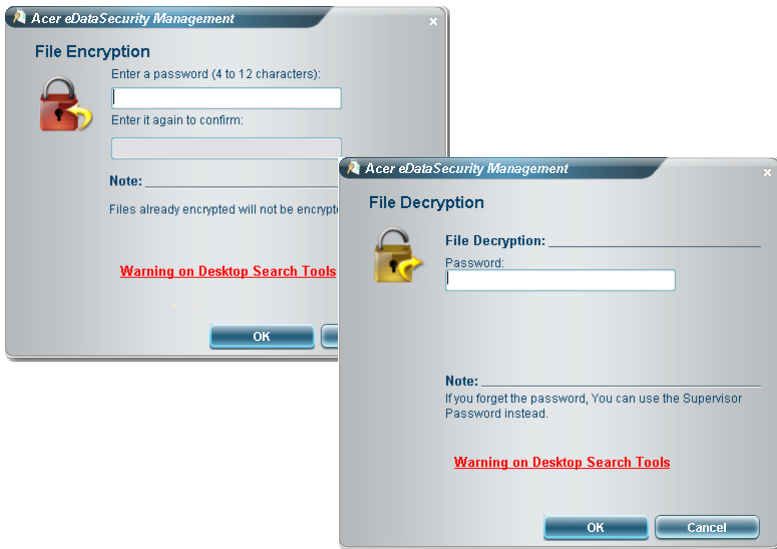 Acer eDataSecurity Management
File Encryption
Enter a password (4 to 12 characters):
Enter it again to confirm:
Note:
Files already encrypted will not be
Warning on Desktop Search Tools
OK
Acer eDataSecurity Management
File Decryption
File Decryption:
Password:
Note:
If you forget the password, You can use the Supervisor
Password instead.
Warning on Desktop Search Tools
OK
Cancel